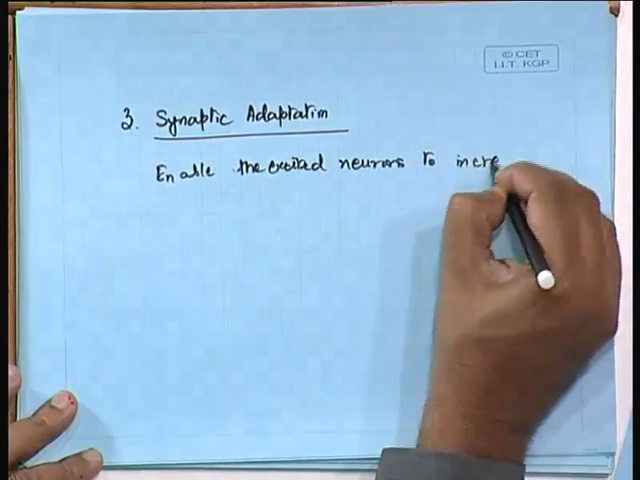 © CET
I.I.T. KGP
3. Synaptic Adaptation
Enable the excited neurons to incre